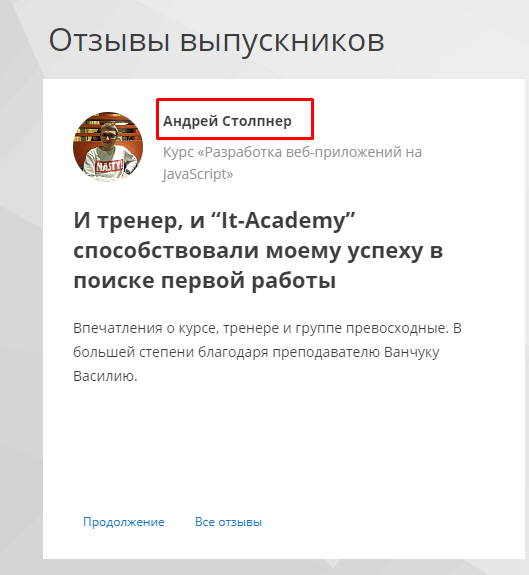 Отзывы выпускников
Андрей Столпнер
Курс «Разработка веб-приложений на
JavaScript»
NASTY!
И тренер, и “It-Academy”
способствовали моему успеху в
поиске первой работы
Впечатления о курсе, тренере и группе превосходные. В
большей степени благодаря преподавателю Ванчуку
Василию.
Продолжение
Все отзывы